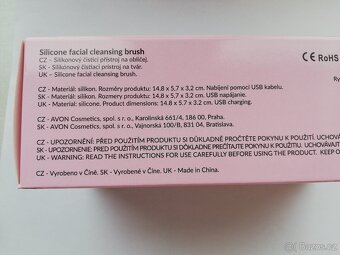 Silicone facial cleansing brush
CZ – Silikonový čisticí přístroj na obličej.
SK - Silikónový čistiaci prístroj na tvár.
UK – Silicone facial cleansing brush.
CE RoHS
CZ - Materiál: silikon. Rozměry produktu: 14.8 x 5.7 x 3.2 cm. Nabíjení pomocí USB kabelu.
SK - Materiál: silikón. Rozmery produktu: 14.8 x 5.7 x 3.2 cm. USB napájanie.
UK - Material: silicone. Product dimensions: 14.8 x 5.7 x 3.2 cm. USB charging.
CZ - AVON Cosmetics, spol. s r. o., Karolinská 661/4, 186 00, Praha.
SK - AVON Cosmetics, spol. s r. o., Vajnorská 100/B, 831 04, Bratislava.
CZ - UPOZORNĚNÍ: PŘED POUŽITÍM PRODUKTU SI DŮKLADNĚ PROČTĚTE POKYNY K POUŽITÍ. UCHOVÁVEJT
SK - UPOZORNENIE: PRED POUŽITÍM PRODUKTU SI DÔKLADNE PREČÍTAJTE POKYNY K POUŽITIU. UCHOVÁVAJT
UK - WARNING: READ THE INSTRUCTIONS FOR USE CAREFULLY BEFORE USING THE PRODUCT. KEEP O
CZ - Vyrobeno v Číně. SK - Vyrobené v Číne. UK - Made in China.
Bazoš.cz